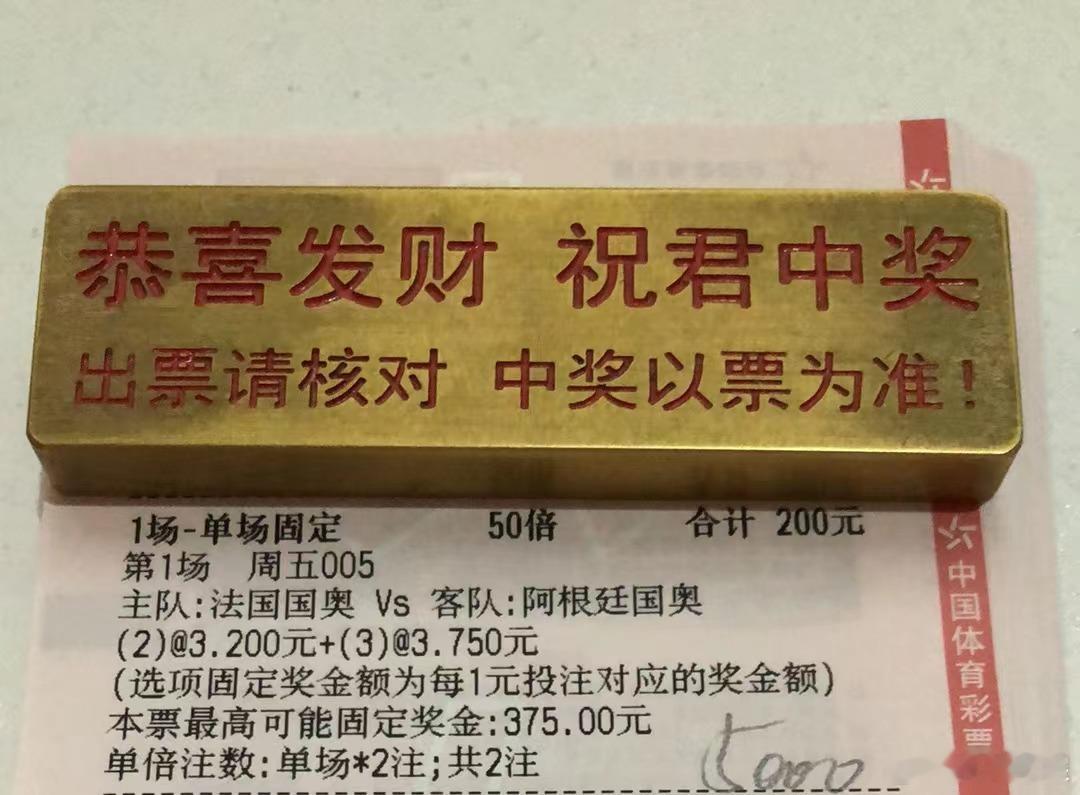 恭喜发财 祝君中奖
出票请核对 中奖以票为准!
1场-单场固定 50倍 合计 200元
第1场 周五005
主队:法国国奥 Vs 客队:阿根廷国奥
(2)@3.200元+(3)@3.750元
(选项固定奖金额为每1元投注对应的奖金额)
本票最高可能固定奖金:375.00元
单倍注数:单场*2注;共2注
中国体育彩票